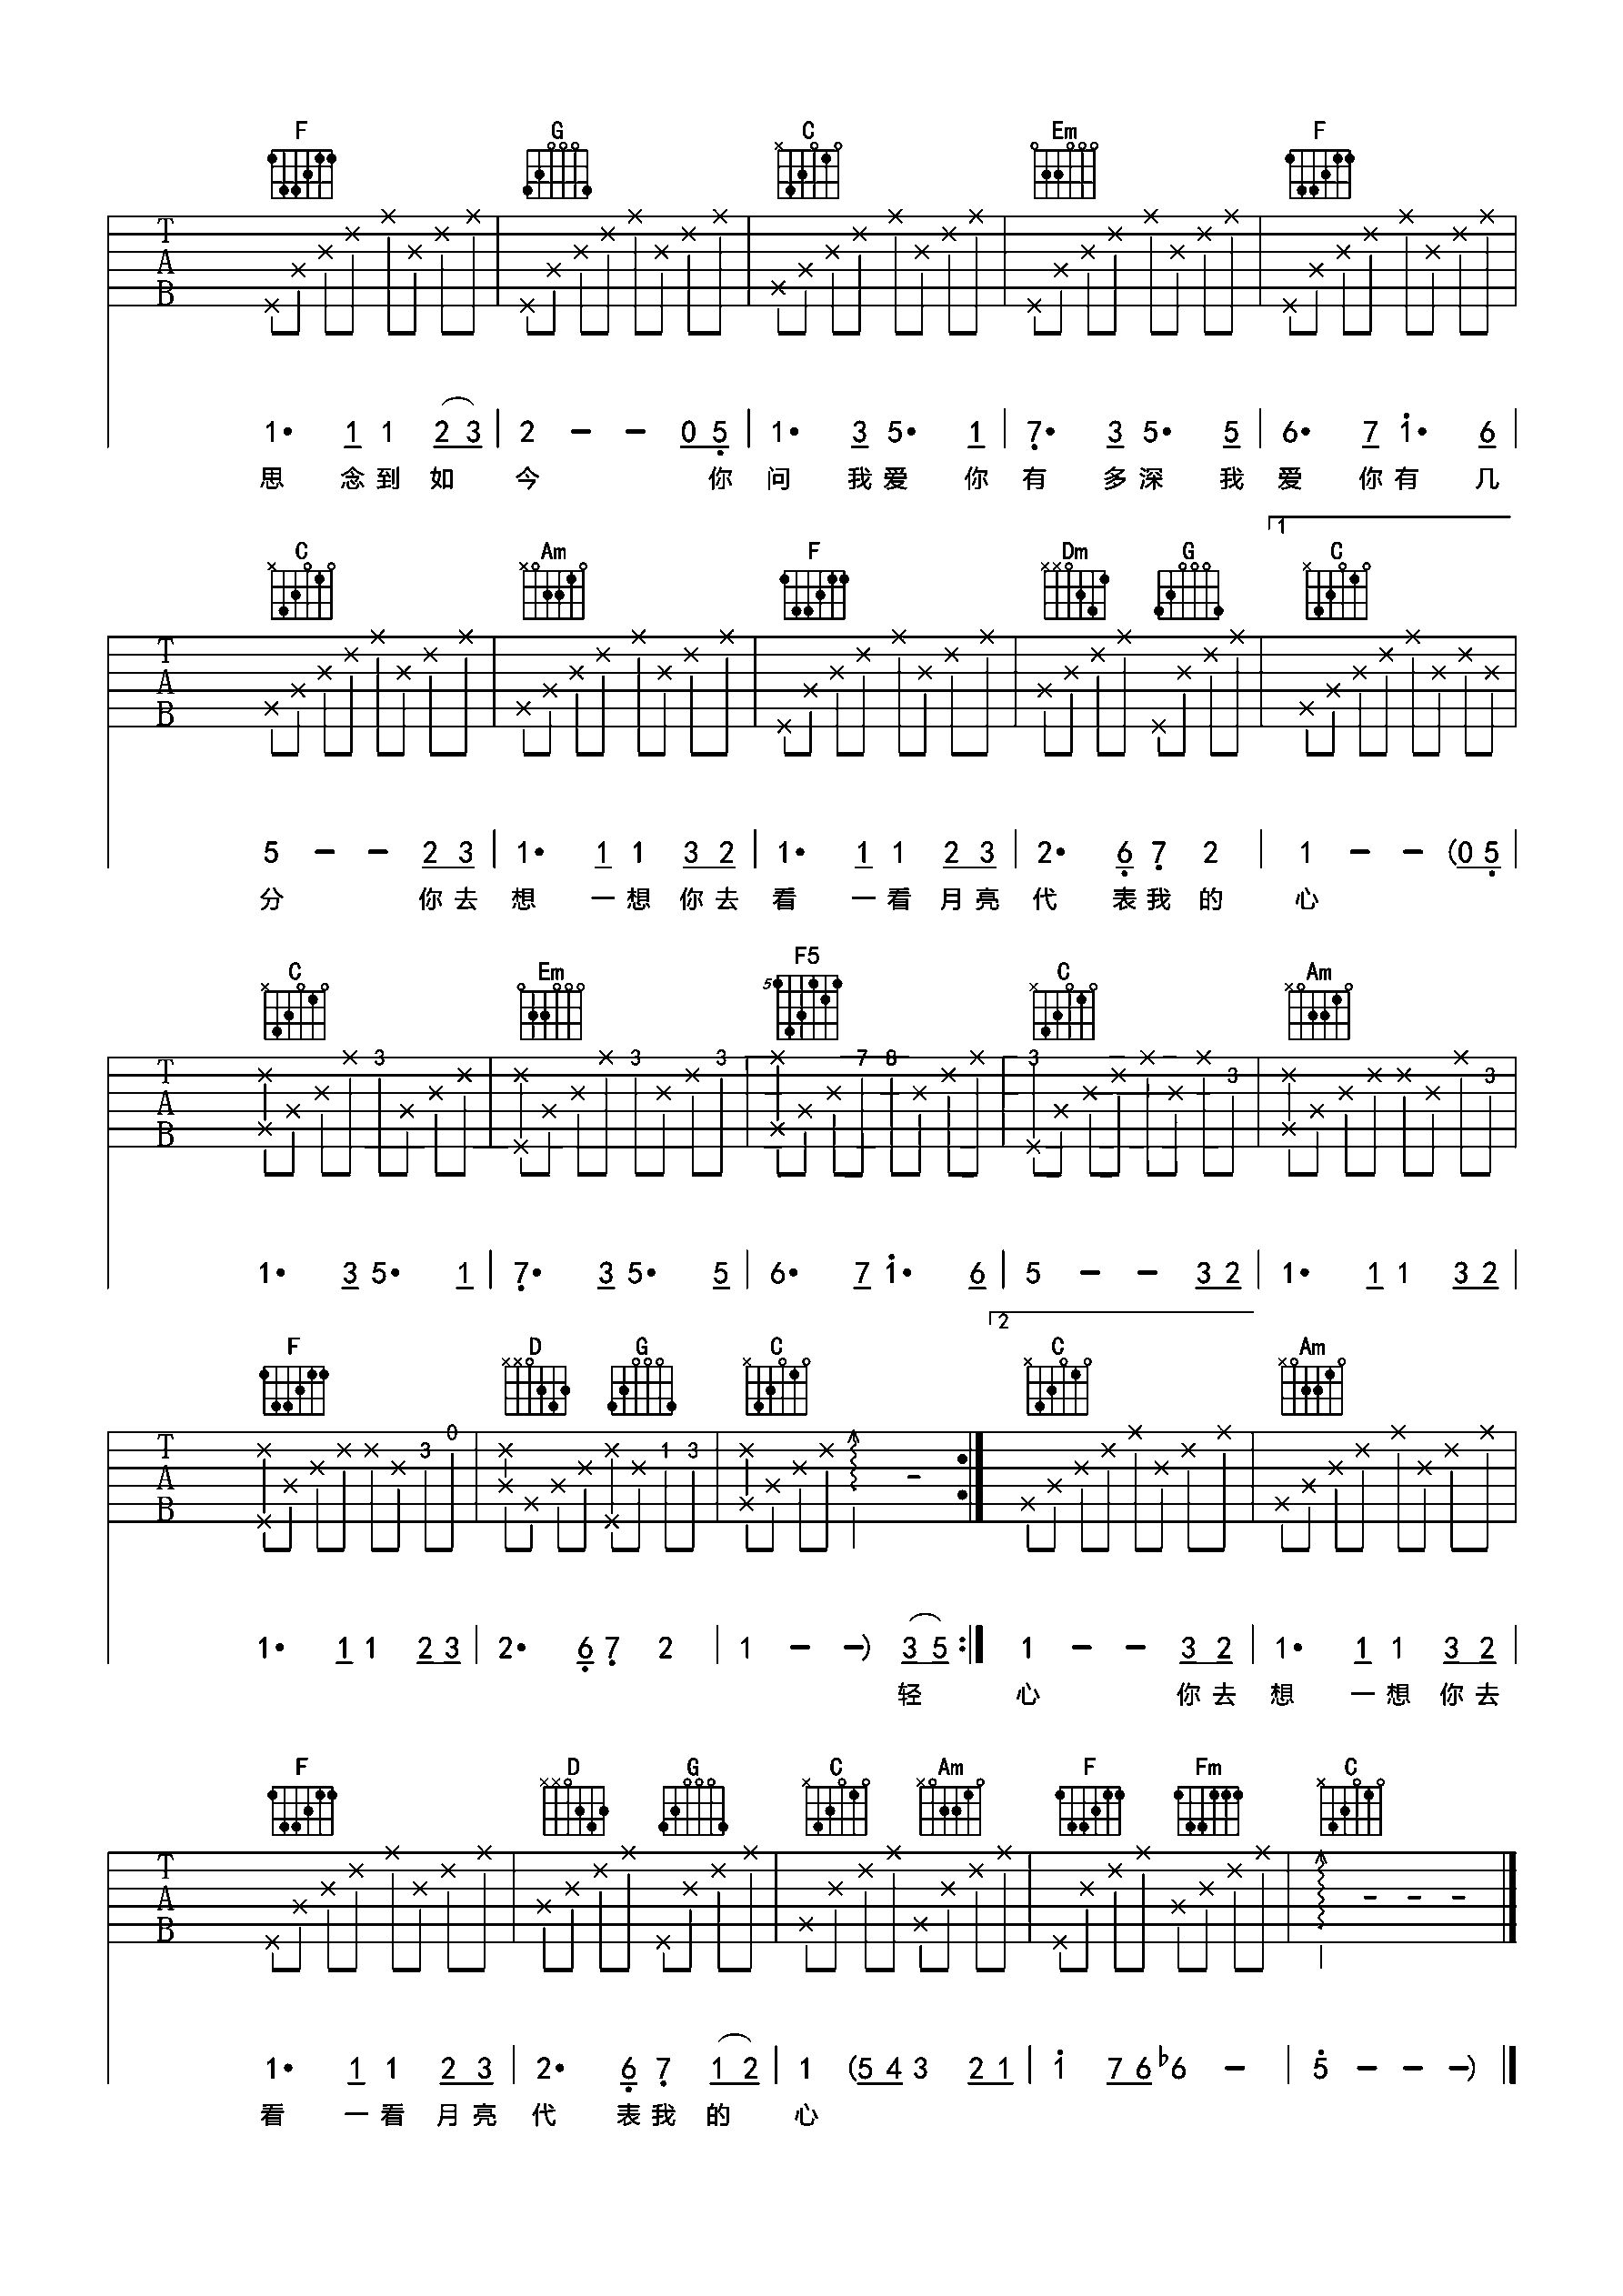 F G C Em F
T A B
1• 1 1 2 3 | 2 – – 0 5 | 1• 3 5• 1 | 7• 3 5• 5 | 6• 7 1• 6 |
思 念 到 如 今 你 问 我 爱 你 有 多 深 我 爱 你 有 几
1
C Am F Dm G C
T A B
5 – – 2 3 | 1• 1 1 3 2 | 1• 1 1 2 3 | 2• 6 7 2 | 1 – – (0 5 |
分 你 去 想 一 想 你 去 看 一 看 月 亮 代 表 我 的 心
C Em F5 C Am
5
3 3 7 8 3 3 3
T A B
1• 3 5• 1 | 7• 3 5• 5 | 6• 7 1• 6 | 5 – – 3 2 | 1• 1 1 3 2 |
2
F D G C C Am
3 0 1 3
T A B
1• 1 1 2 3 | 2• 6 7 2 | 1 – –) 3 5 :| 1 – – 3 2 | 1• 1 1 3 2 |
轻 心 你 去 想 一 想 你 去
F D G C Am F Fm C
T A B
1• 1 1 2 3 | 2• 6 7 1 2 | 1 (5 4 3 2 1 | 1 7 6 ♭6 – | 5 – – –) ‖
看 一 看 月 亮 代 表 我 的 心